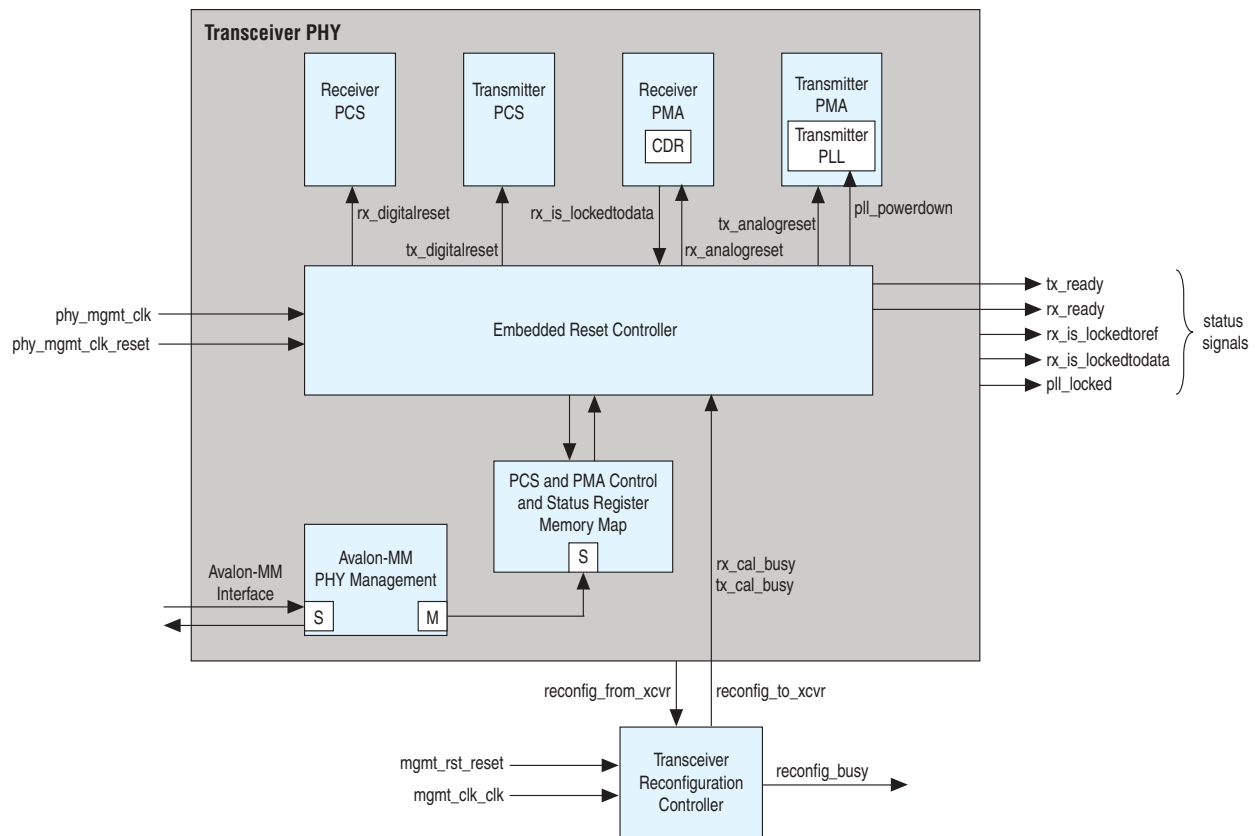 Transceiver PHY
Receiver
PCS
Transmitter
PCS
Receiver
PMA
CDR
Transmitter
PMA
Transmitter
PLL
rx_digitalreset
tx_digitalreset
rx_is_lockedtodata
rx_analogreset
tx_analogreset
pll_powerdown
phy_mgmt_clk
phy_mgmt_clk_reset
Embedded Reset Controller
tx_ready
rx_ready
rx_is_lockedtoref
rx_is_lockedtodata
pll_locked
status
signals
PCS and PMA Control
and Status Register
Memory Map
S
Avalon-MM
Interface
Avalon-MM
PHY Management
S
M
rx_cal_busy
tx_cal_busy
reconfig_from_xcvr
reconfig_to_xcvr
mgmt_rst_reset
mgmt_clk_clk
Transceiver
Reconfiguration
Controller
reconfig_busy